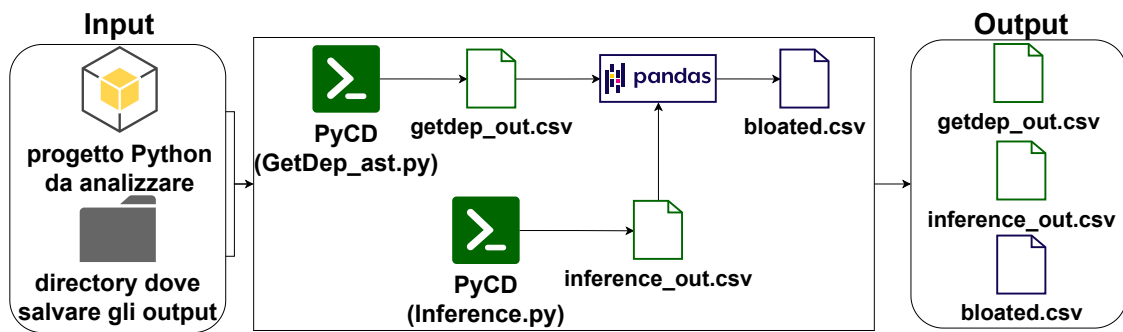 Input
progetto Python
da analizzare
directory dove
salvare gli output
PyCD
(GetDep_ast.py)
getdep_out.csv
pandas
bloated.csv
PyCD
(Inference.py)
inference_out.csv
Output
getdep_out.csv
inference_out.csv
bloated.csv